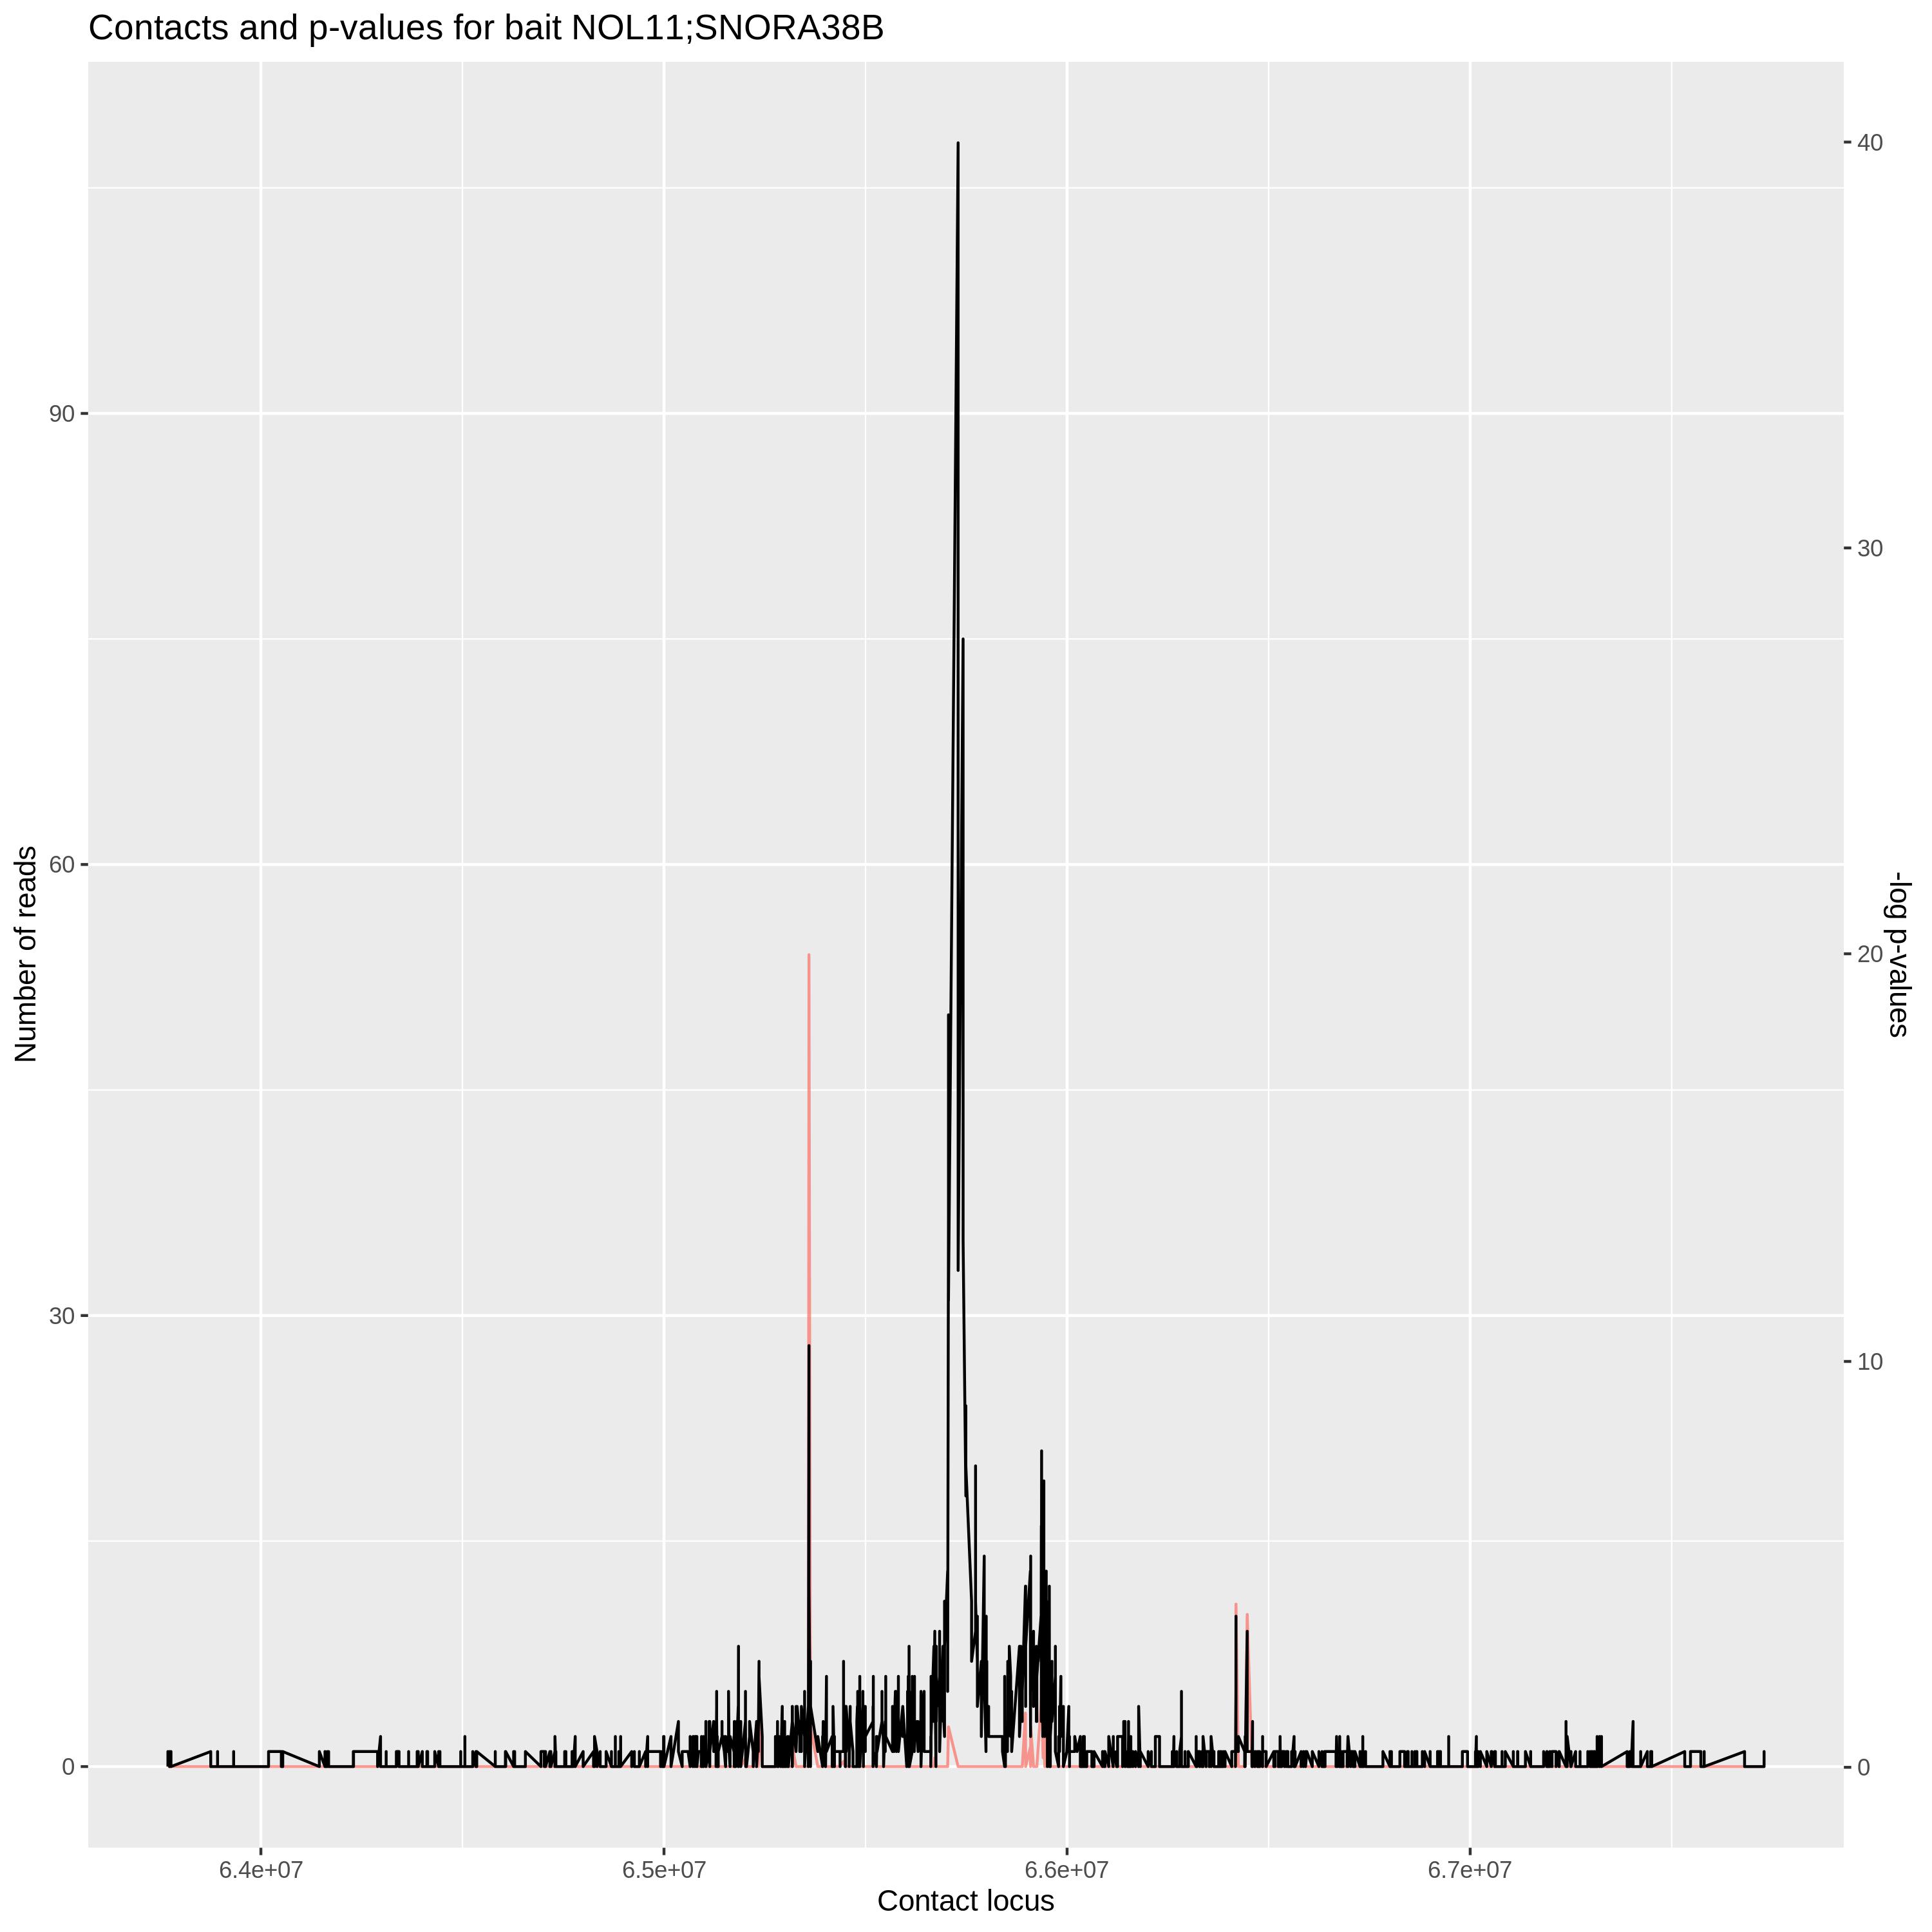 Contacts and p-values for bait NOL11;SNORA38B
40
90
30
60
20
30
10
0
0
Number of reads
-log p-values
6.4e+07
6.5e+07
6.6e+07
6.7e+07
Contact locus